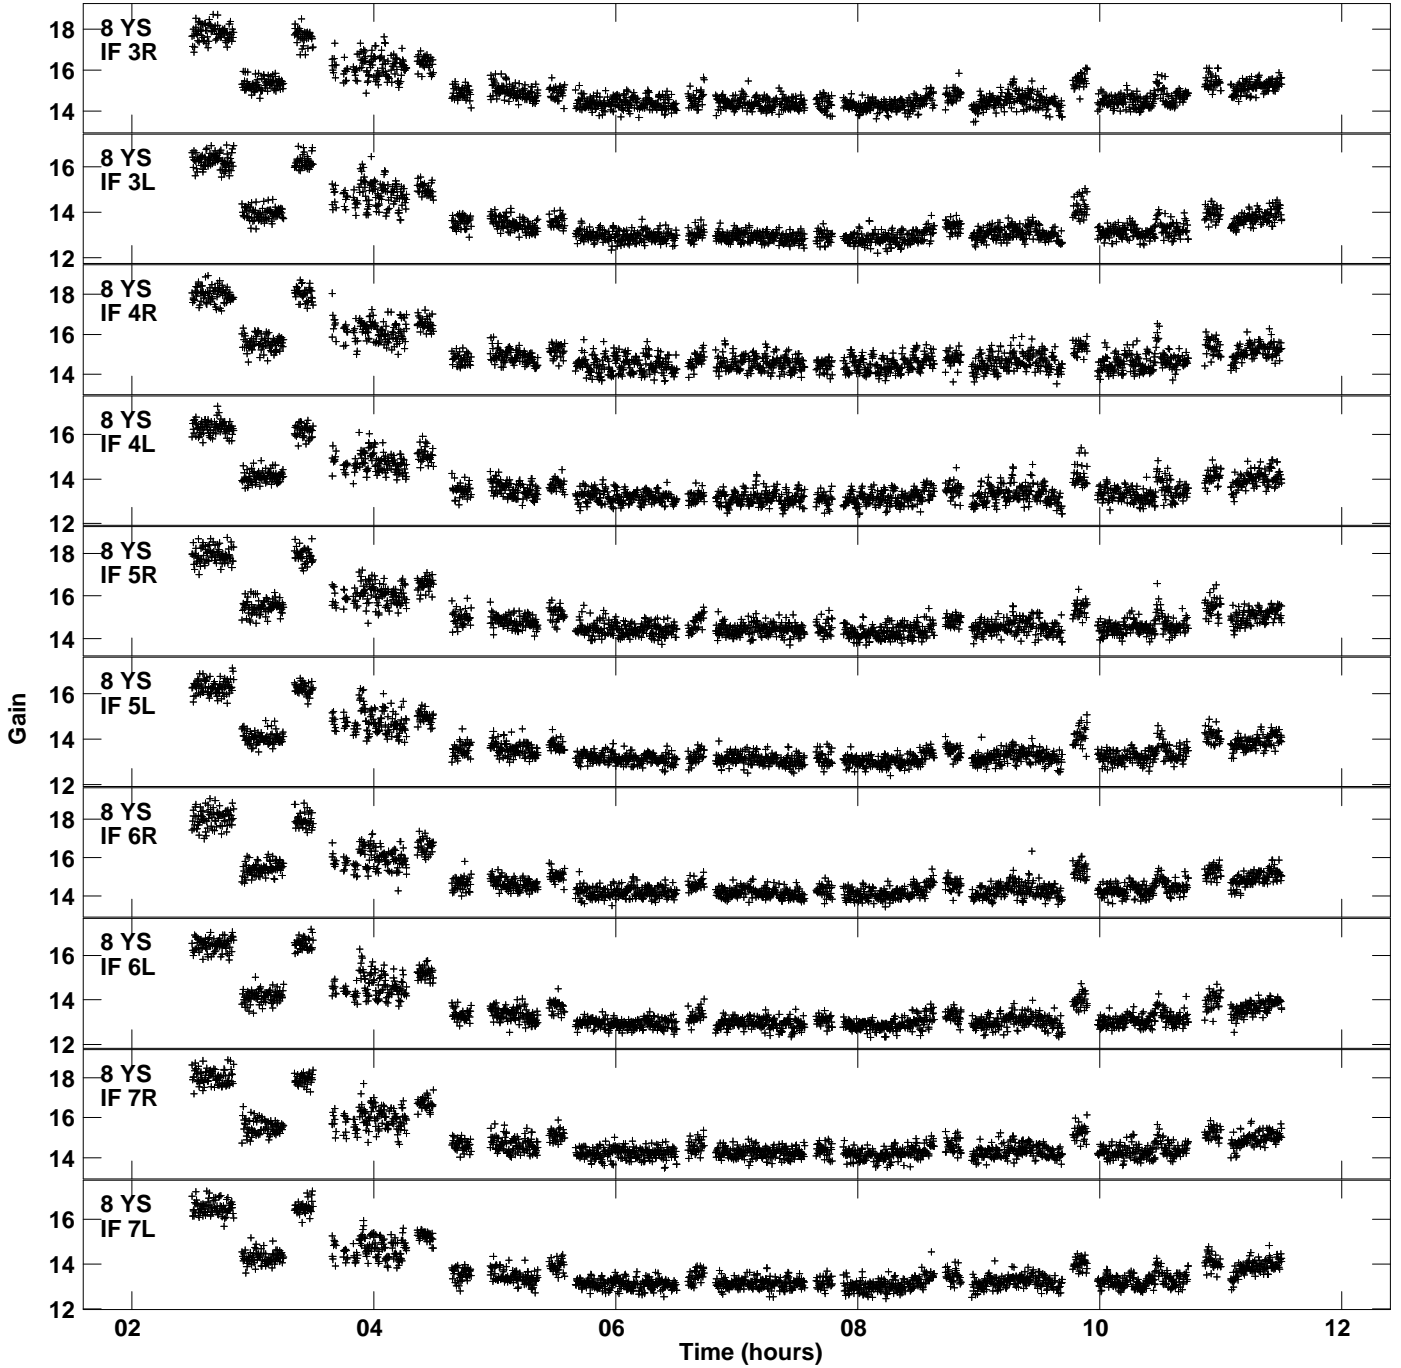 18
8 YS
IF 3R
16
14
16
8 YS
IF 3L
14
12
18
8 YS
IF 4R
16
14
16
8 YS
IF 4L
14
12
18
8 YS
IF 5R
16
14
16
8 YS
IF 5L
14
12
18
8 YS
IF 6R
16
14
16
8 YS
IF 6L
14
12
18
8 YS
IF 7R
16
14
16
8 YS
IF 7L
14
12
Gain
02 04 06 08 10 12
Time (hours)